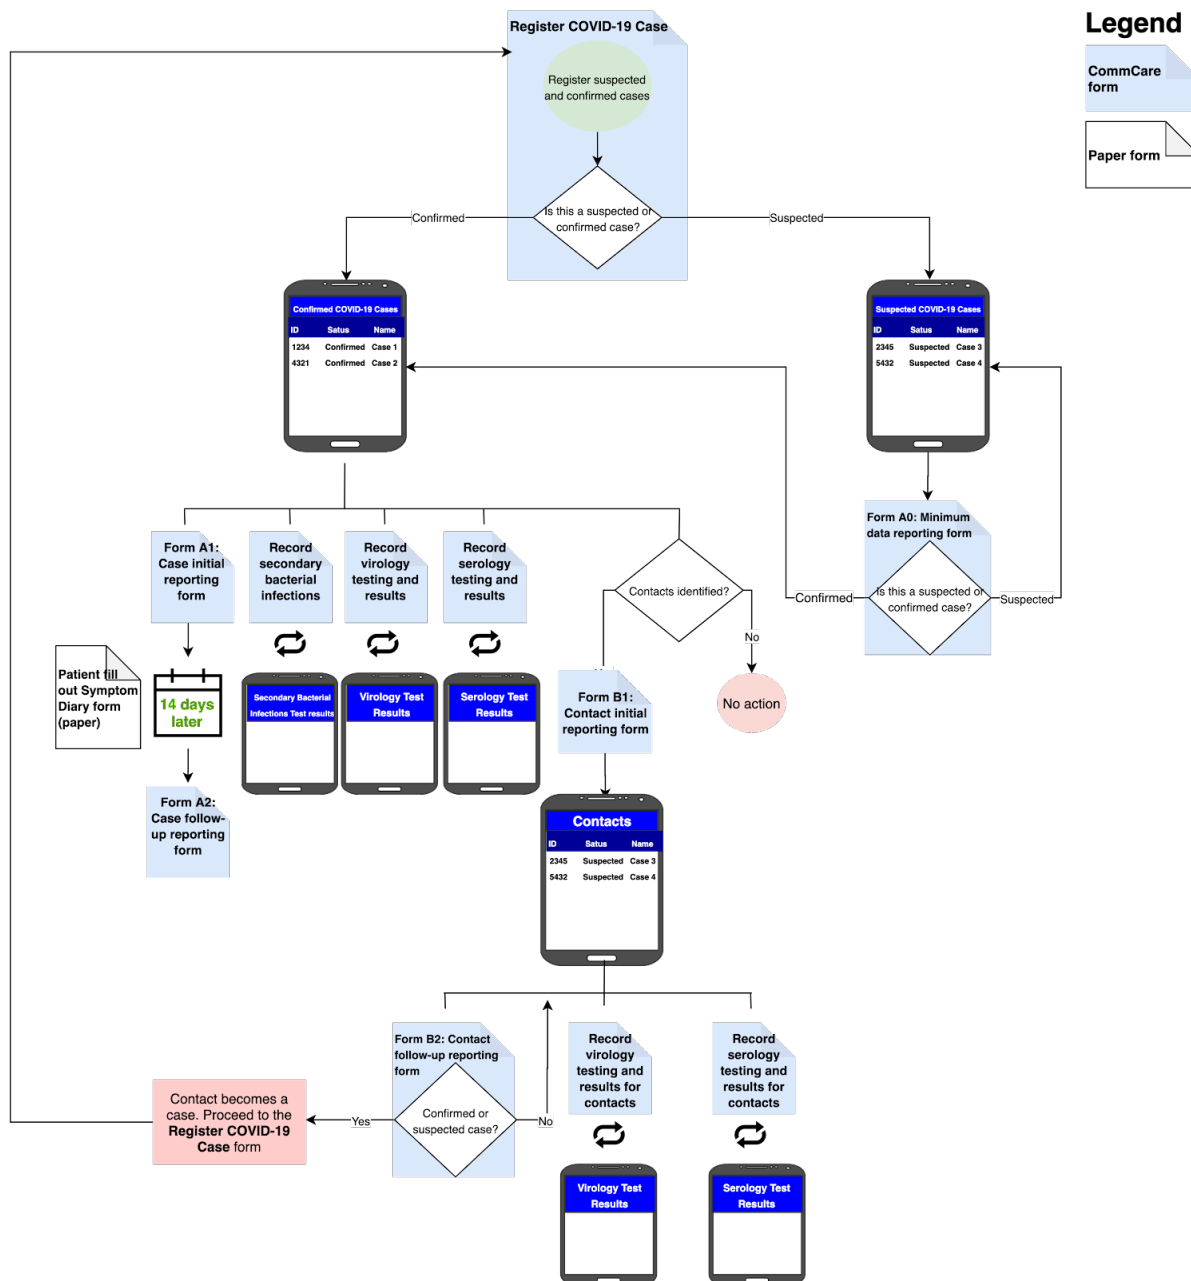 Register COVID-19 Case
Register suspected
and confirmed cases
Is this a suspected or
confirmed case?
Confirmed
Suspected
Legend
CommCare
form
Paper form
Confirmed COVID-19 Cases
ID Satus Name
1234 Confirmed Case 1
4321 Confirmed Case 2
Suspected COVID-19 Cases
ID Satus Name
2345 Suspected Case 3
5432 Suspected Case 4
Form A0: Minimum
data reporting form
Is this a suspected or
confirmed case?
Confirmed
Suspected
Form A1:
Case initial
reporting
form
Record
secondary
bacterial
infections
Record
virology
testing and
results
Record
serology
testing and
results
Contacts identified?
No
No action
Patient fill
out Symptom
Diary form
(paper)
14 days
later
Secondary Bacterial
Infections Test results
Virology Test
Results
Serology Test
Results
Form B1:
Contact initial
reporting form
Form A2:
Case follow-
up reporting
form
Contacts
ID Satus Name
2345 Suspected Case 3
5432 Suspected Case 4
Form B2: Contact
follow-up reporting
form
Confirmed or
suspected case?
Yes
No
Contact becomes a
case. Proceed to the
Register COVID-19
Case form
Record
virology
testing and
results for
contacts
Record
serology
testing and
results for
contacts
Virology Test
Results
Serology Test
Results